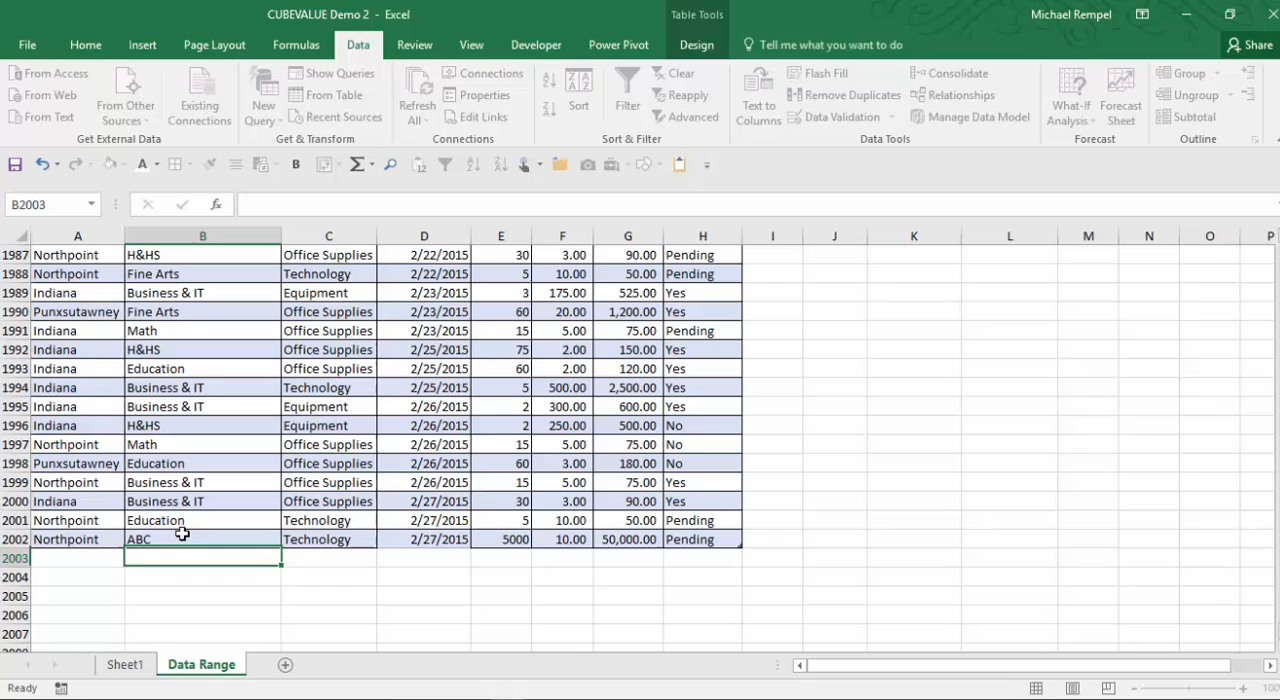 CUBEVALUE Demo 2 - Excel
Table Tools
Michael Rempel
File Home Insert Page Layout Formulas Data Review View Developer Power Pivot Design Tell me what you want to do Share
From Access
From Web
From Text
From Other Sources
Existing Connections
Get External Data
New Query
Show Queries
From Table
Recent Sources
Get & Transform
Refresh All
Connections
Properties
Edit Links
Connections
Sort
Filter
Clear
Reapply
Advanced
Sort & Filter
Text to Columns
Flash Fill
Remove Duplicates
Data Validation
Consolidate
Relationships
Manage Data Model
Data Tools
What-If Analysis
Forecast Sheet
Forecast
Group
Ungroup
Subtotal
Outline
B2003 fx
A B C D E F G H I J K L M N O P
1987 Northpoint H&HS Office Supplies 2/22/2015 30 3.00 90.00 Pending
1988 Northpoint Fine Arts Technology 2/22/2015 5 10.00 50.00 Pending
1989 Indiana Business & IT Equipment 2/23/2015 3 175.00 525.00 Yes
1990 Punxsutawney Fine Arts Office Supplies 2/23/2015 60 20.00 1,200.00 Yes
1991 Indiana Math Office Supplies 2/23/2015 15 5.00 75.00 Pending
1992 Indiana H&HS Office Supplies 2/25/2015 75 2.00 150.00 Yes
1993 Indiana Education Office Supplies 2/25/2015 60 2.00 120.00 Yes
1994 Indiana Business & IT Technology 2/25/2015 5 500.00 2,500.00 Yes
1995 Indiana Business & IT Equipment 2/26/2015 2 300.00 600.00 Yes
1996 Indiana H&HS Equipment 2/26/2015 2 250.00 500.00 No
1997 Northpoint Math Office Supplies 2/26/2015 15 5.00 75.00 No
1998 Punxsutawney Education Office Supplies 2/26/2015 60 3.00 180.00 No
1999 Northpoint Business & IT Office Supplies 2/26/2015 15 5.00 75.00 Yes
2000 Indiana Business & IT Office Supplies 2/27/2015 30 3.00 90.00 Yes
2001 Northpoint Education Technology 2/27/2015 5 10.00 50.00 Pending
2002 Northpoint ABC Technology 2/27/2015 5000 10.00 50,000.00 Pending
2003
2004
2005
2006
2007
Sheet1 Data Range
Ready